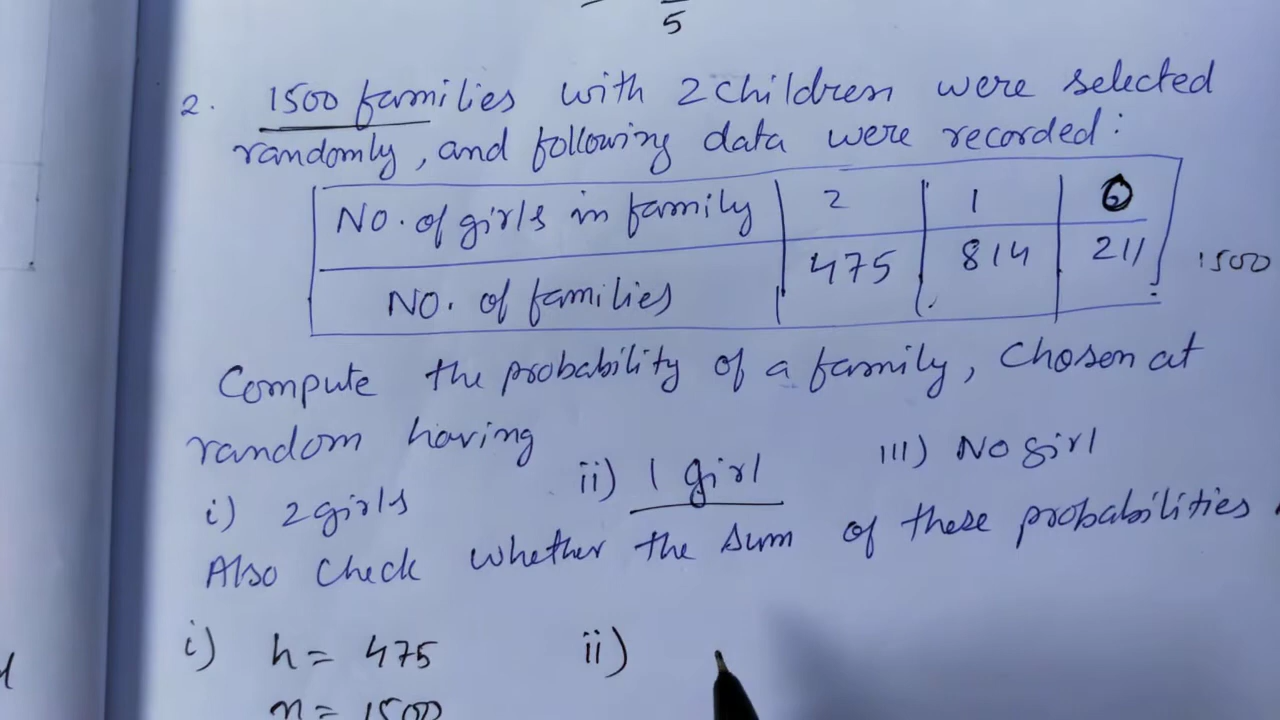 5
2. 1500 families with 2 children were selected
randomly, and following data were recorded:
No. of girls in family 2 1 0
No. of families 475 814 211 1500
Compute the probability of a family, chosen at
random having
i) 2 girls ii) 1 girl iii) No girl
Also check whether the sum of these probabilities
i) h = 475 ii)
n = 1500